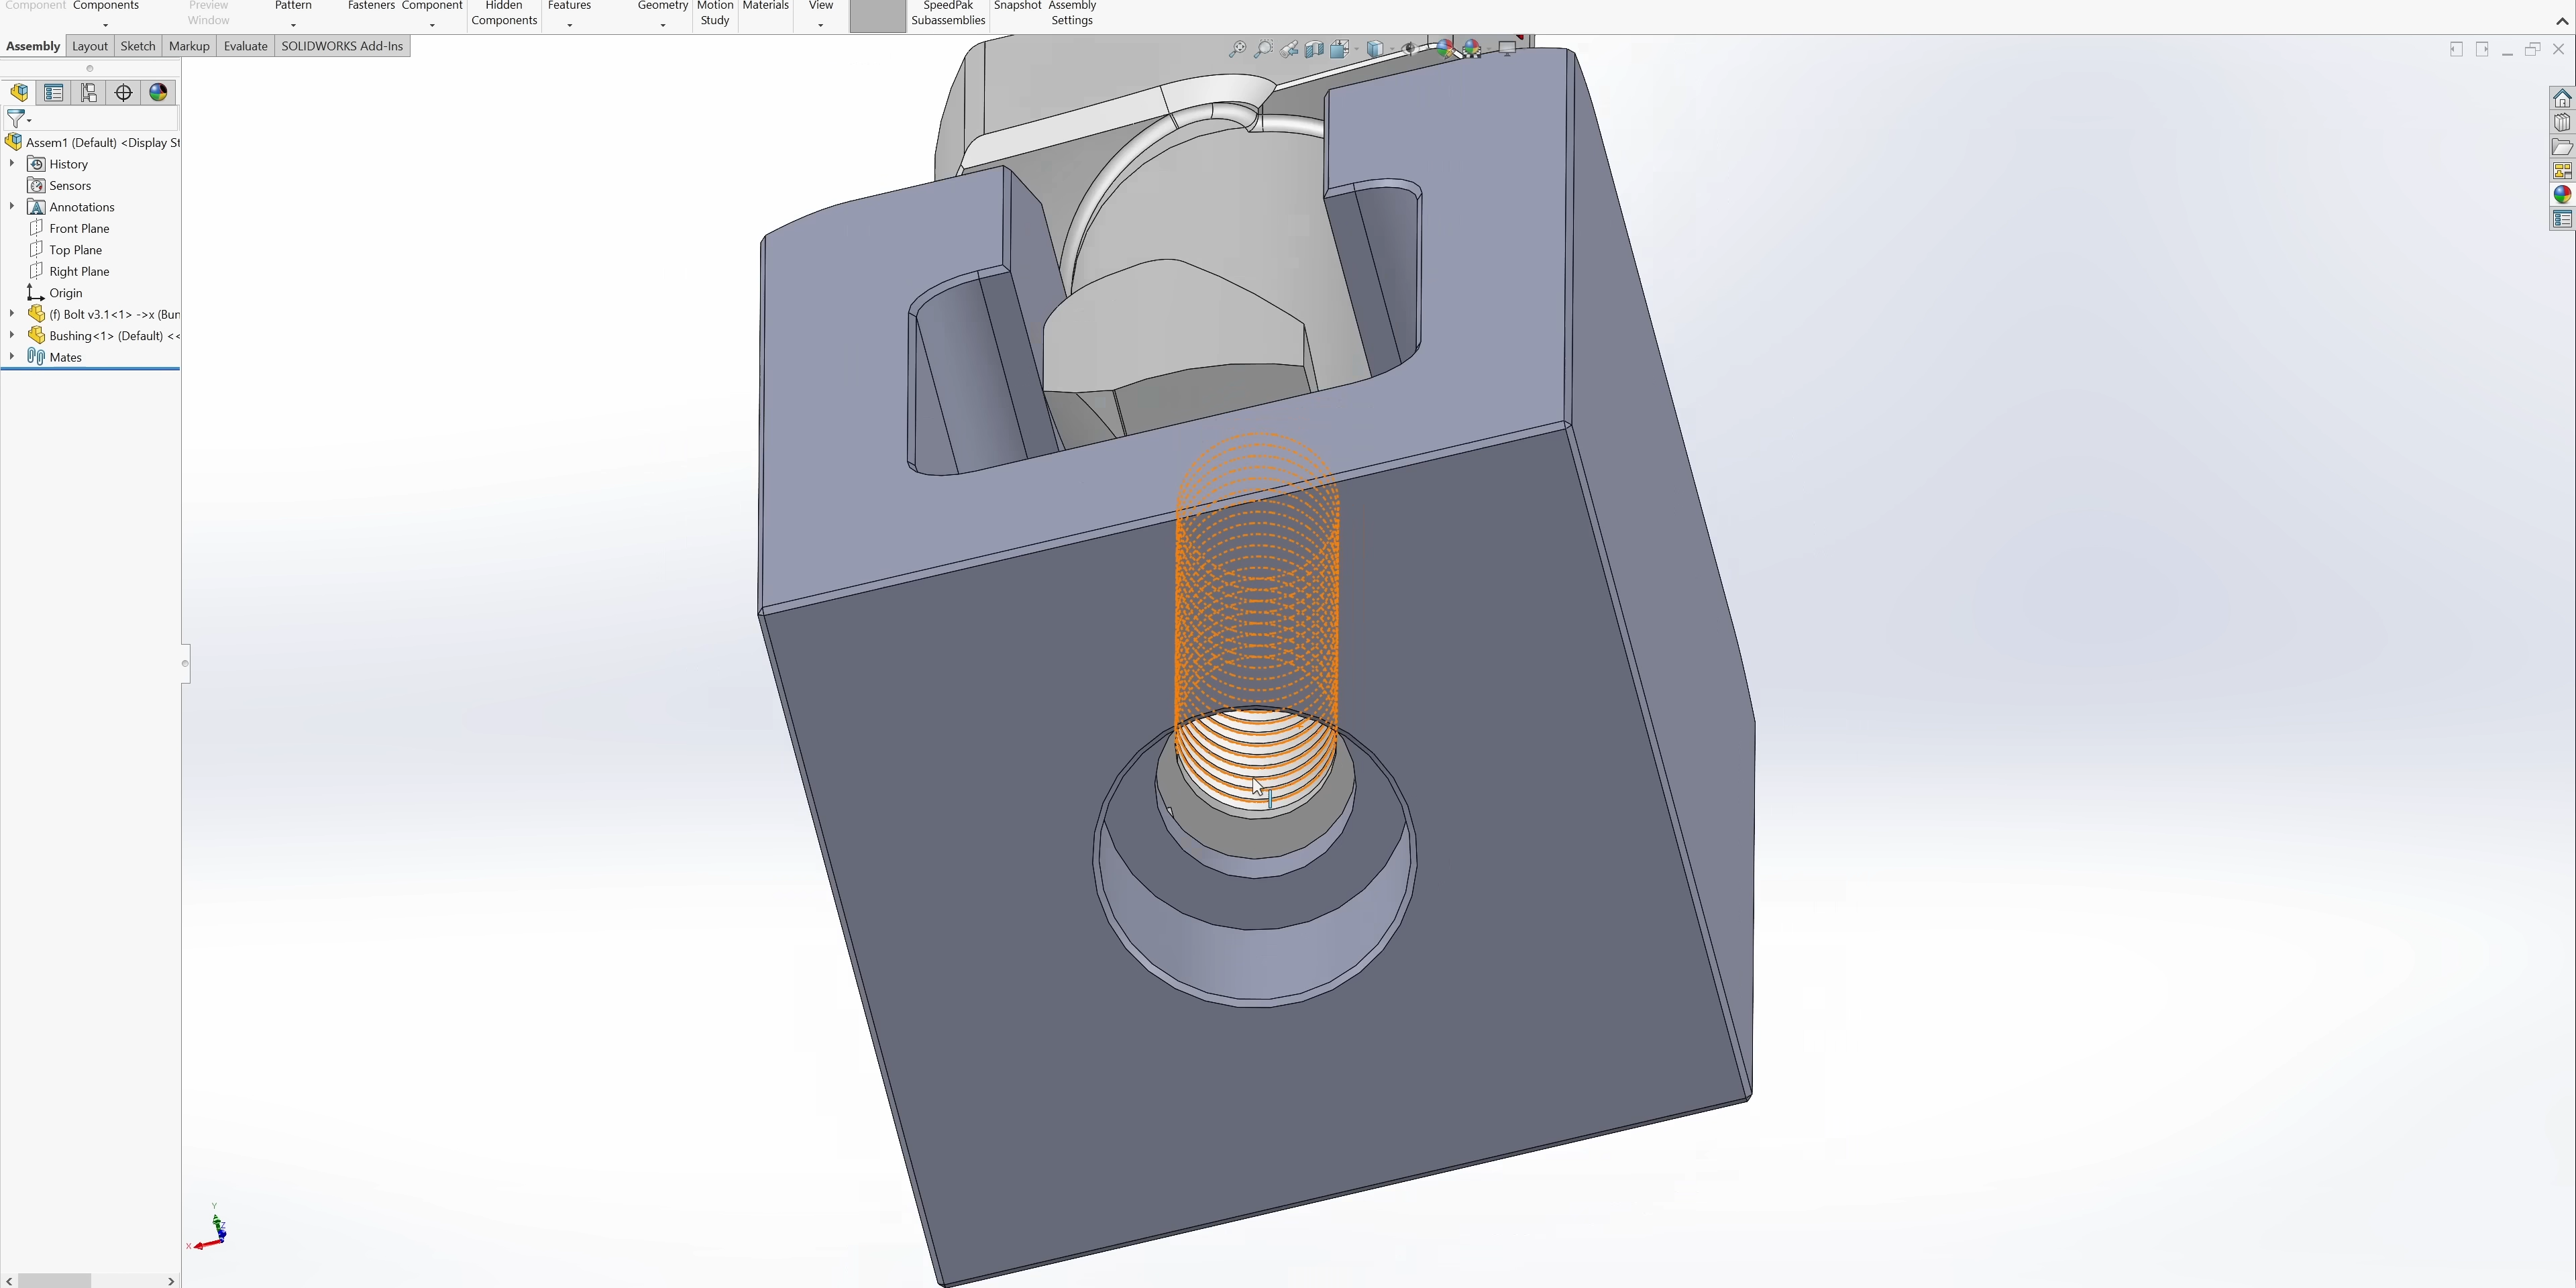 Component Components Preview Pattern Fasteners Component Hidden Features Geometry Motion Materials View SpeedPak Snapshot Assembly
Window Components Study Subassemblies Settings
Assembly Layout Sketch Markup Evaluate SOLIDWORKS Add-Ins
Assem1 (Default) <Display St
History
Sensors
Annotations
Front Plane
Top Plane
Right Plane
Origin
(f) Bolt v3.1<1> ->x (Bun
Bushing<1> (Default) <<
Mates
Y
Z
X